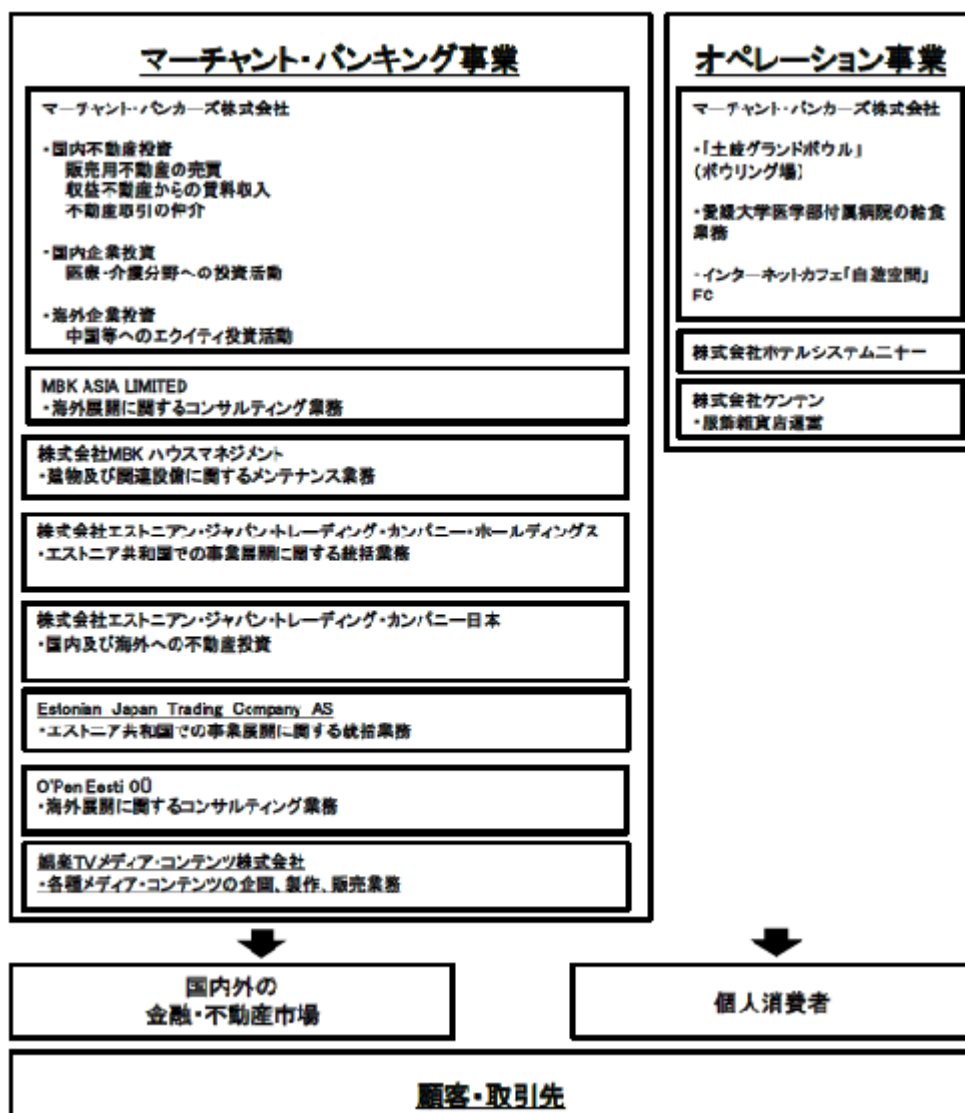 マーチャント・バンキング事業
マーチャント・バンカーズ株式会社
・国内不動産投資
販売用不動産の売買
収益不動産からの賃料収入
不動産取引の仲介
・国内企業投資
医療・介護分野への投資活動
・海外企業投資
中国等へのエクイティ投資活動
MBK ASIA LIMITED
・海外展開に関するコンサルティング業務
株式会社MBK ハウスマネジメント
・建物及び関連設備に関するメンテナンス業務
株式会社エストニアン・ジャパン・トレーディング・カンパニー・ホールディングス
・エストニア共和国での事業展開に関する統括業務
株式会社エストニアン・ジャパン・トレーディング・カンパニー日本
・国内及び海外への不動産投資
Estonian Japan Trading Company AS
・エストニア共和国での事業展開に関する統括業務
O'Pen Eesti OÜ
・海外展開に関するコンサルティング業務
娯楽TVメディア・コンテンツ株式会社
・各種メディア・コンテンツの企画、製作、販売業務
オペレーション事業
マーチャント・バンカーズ株式会社
・「土岐グランドボウル」
(ボウリング場)
・愛媛大学医学部付属病院の給食
業務
・インターネットカフェ「自遊空間」
FC
株式会社ホテルシステム二十一
株式会社ケンテン
・服飾雑貨店運営
国内外の
金融・不動産市場
個人消費者
顧客・取引先